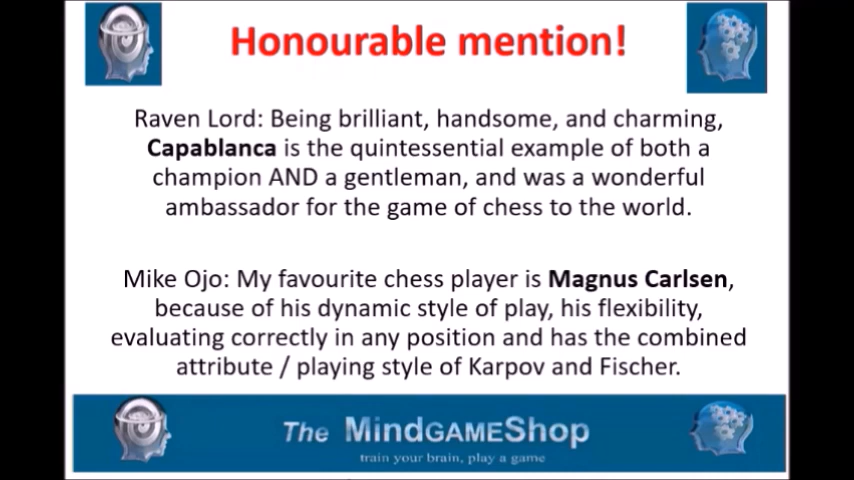 Honourable mention!
Raven Lord: Being brilliant, handsome, and charming,
Capablanca is the quintessential example of both a
champion AND a gentleman, and was a wonderful
ambassador for the game of chess to the world.
Mike Ojo: My favourite chess player is Magnus Carlsen,
because of his dynamic style of play, his flexibility,
evaluating correctly in any position and has the combined
attribute / playing style of Karpov and Fischer.
The MindGAMEShop
train your brain, play a game